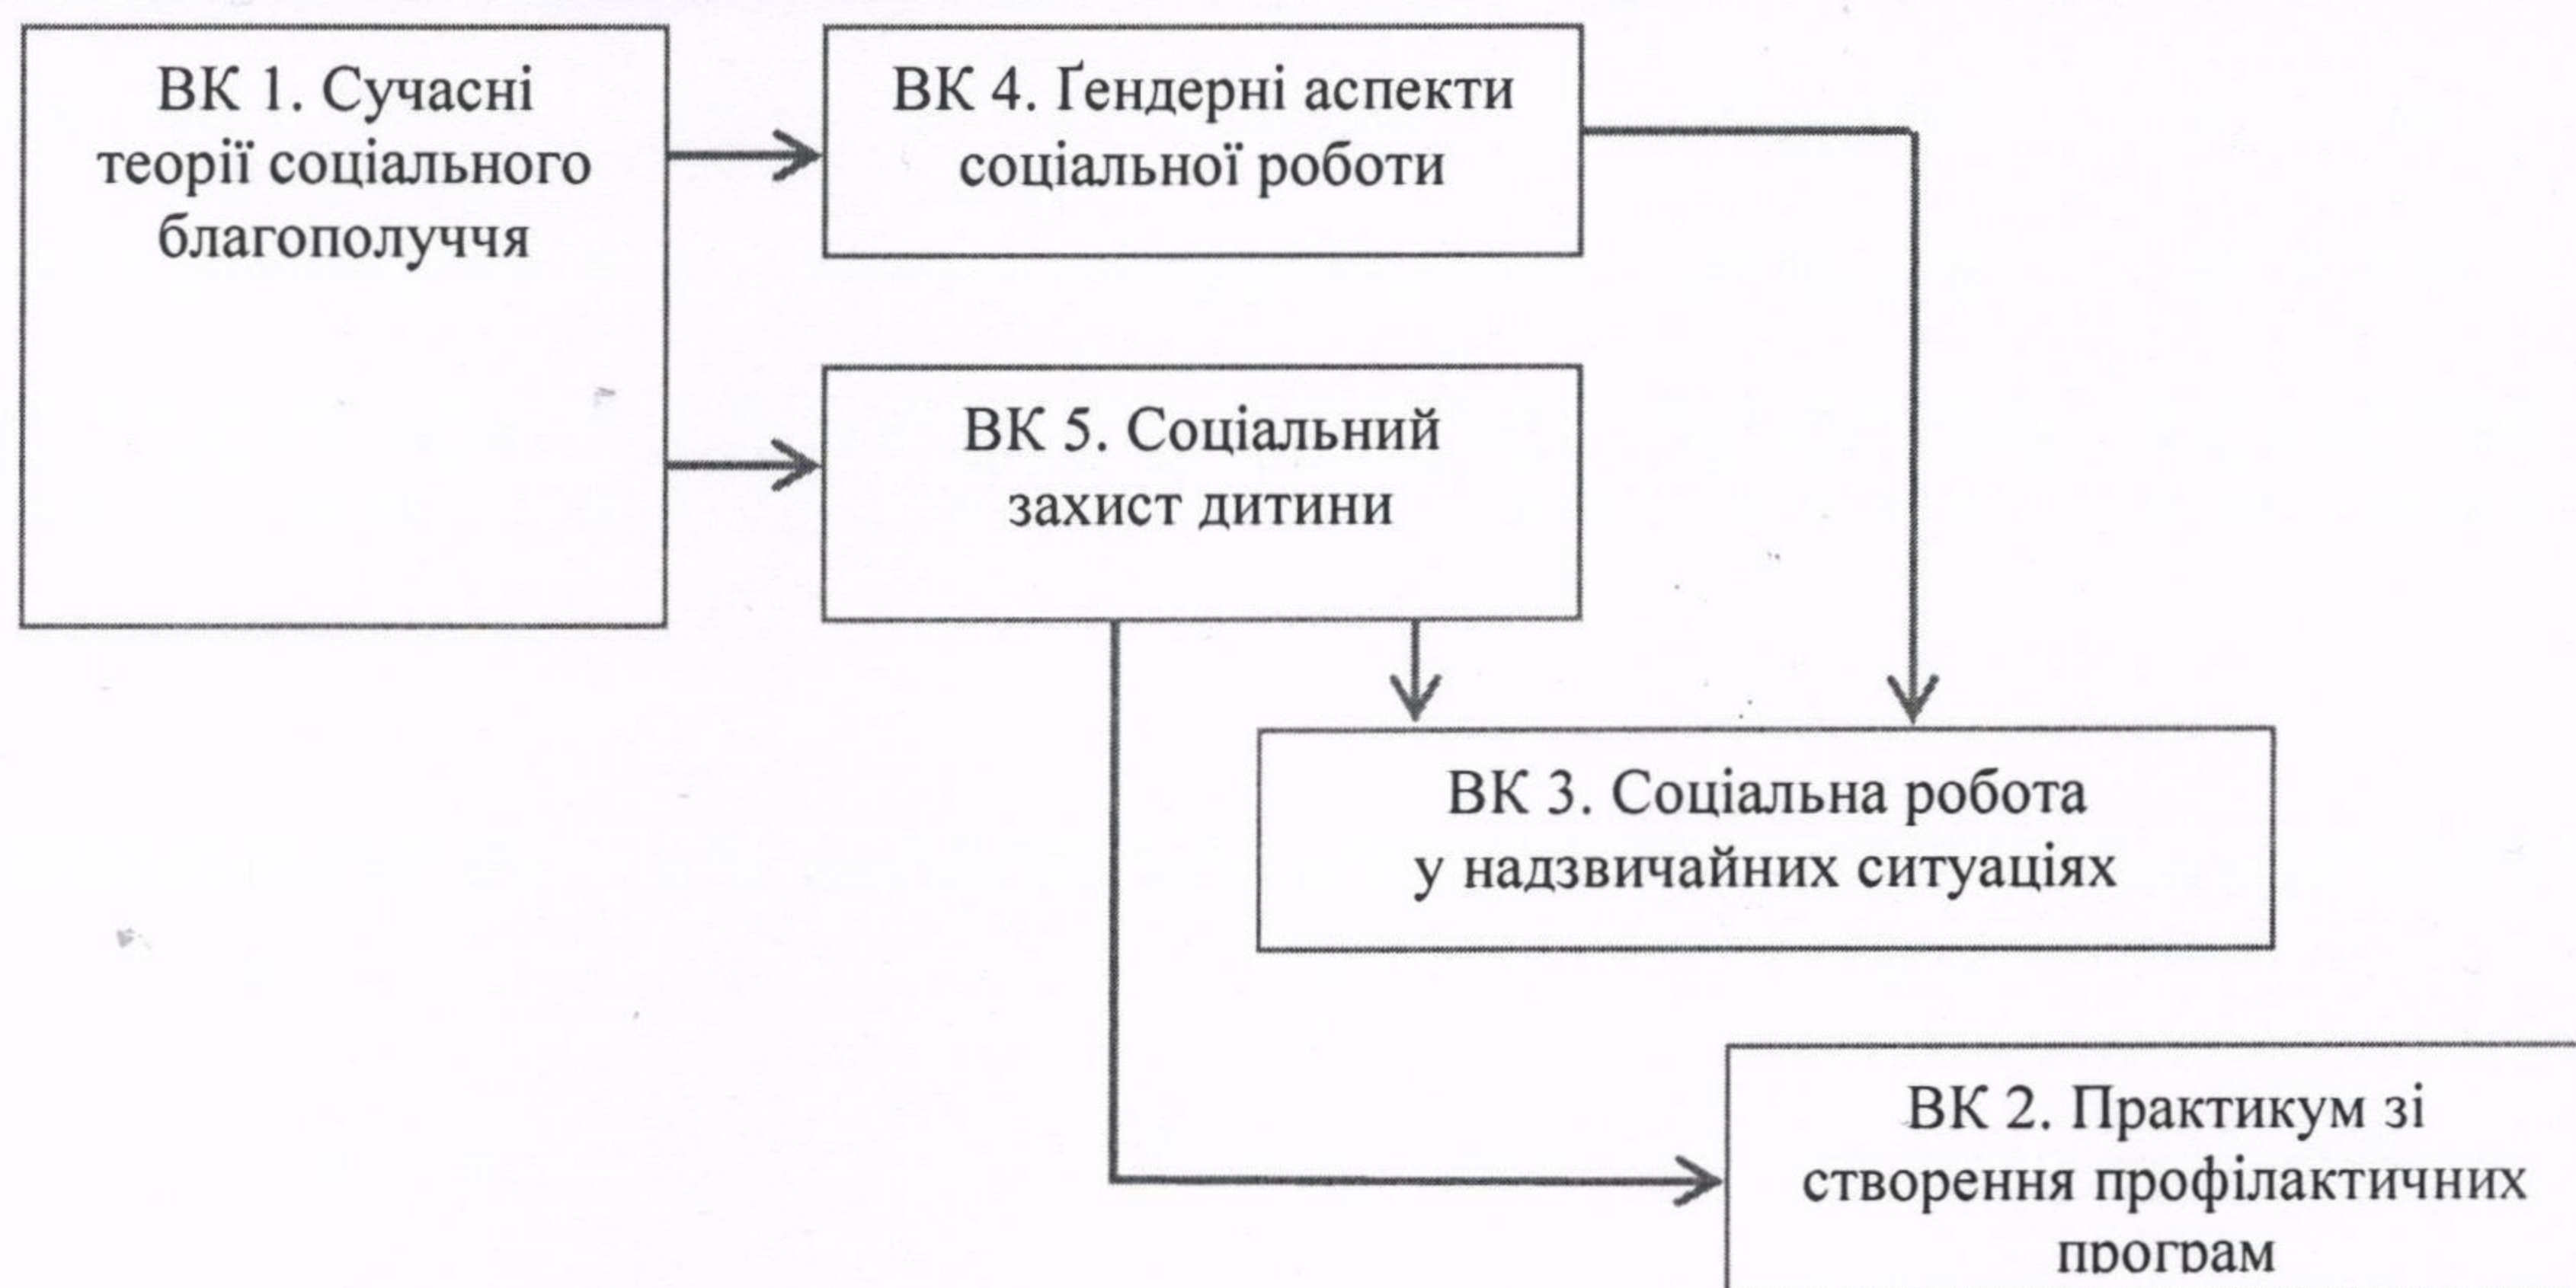 ВК 1. Сучасні
теорії соціального
благополуччя
ВК 4. Ґендерні аспекти
соціальної роботи
ВК 5. Соціальний
захист дитини
ВК 3. Соціальна робота
у надзвичайних ситуаціях
ВК 2. Практикум зі
створення профілактичних
програм